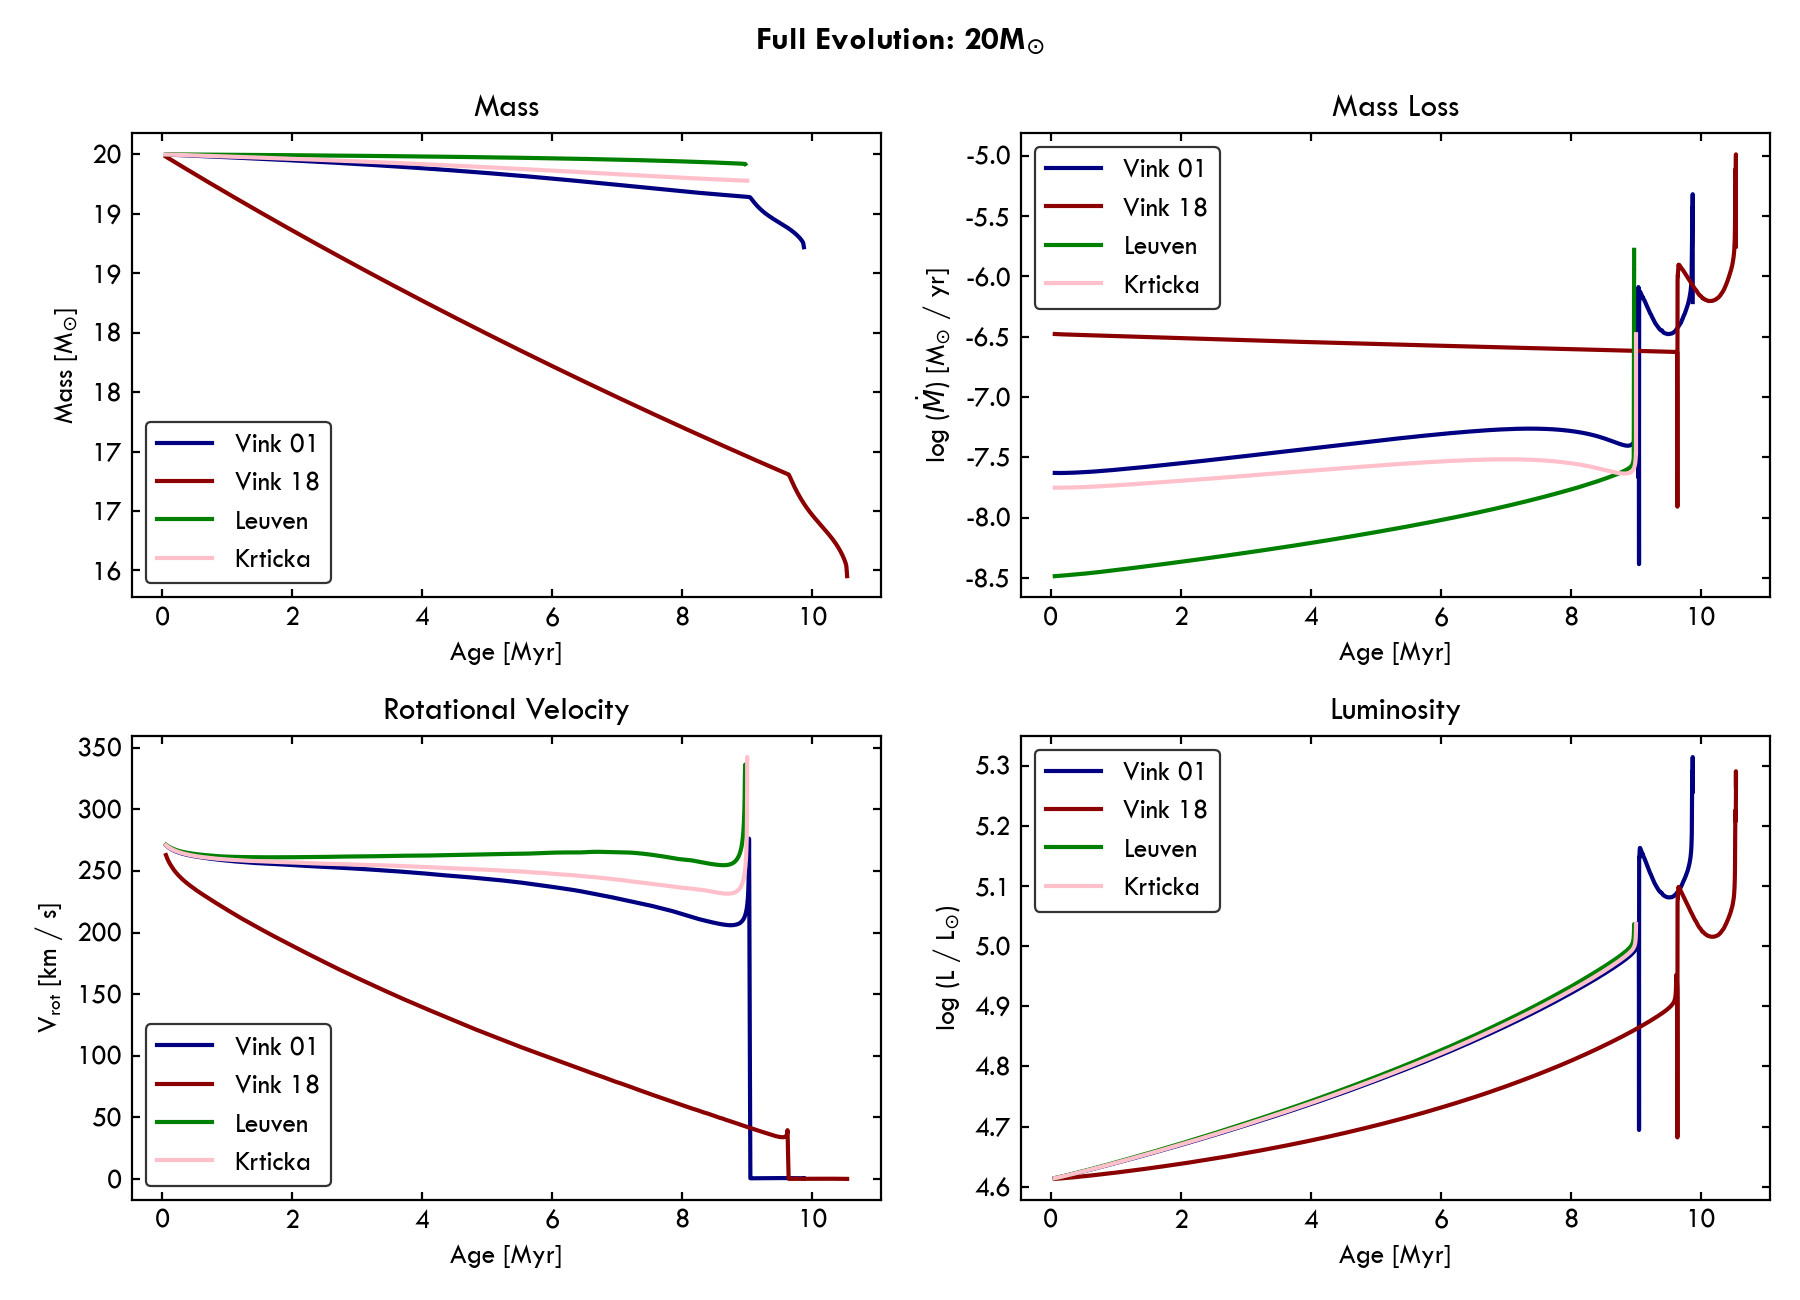 Full Evolution: 20M⊙
Mass
20
19
19
18
18
17
17
16
0 2 4 6 8 10
Mass [M⊙]
Age [Myr]
Vink 01
Vink 18
Leuven
Krticka
Mass Loss
-5.0
-5.5
-6.0
-6.5
-7.0
-7.5
-8.0
-8.5
0 2 4 6 8 10
log (Ṁ) [M⊙ / yr]
Age [Myr]
Vink 01
Vink 18
Leuven
Krticka
Rotational Velocity
350
300
250
200
150
100
50
0
0 2 4 6 8 10
Vrot [km / s]
Age [Myr]
Vink 01
Vink 18
Leuven
Krticka
Luminosity
5.3
5.2
5.1
5.0
4.9
4.8
4.7
4.6
0 2 4 6 8 10
log (L / L⊙)
Age [Myr]
Vink 01
Vink 18
Leuven
Krticka